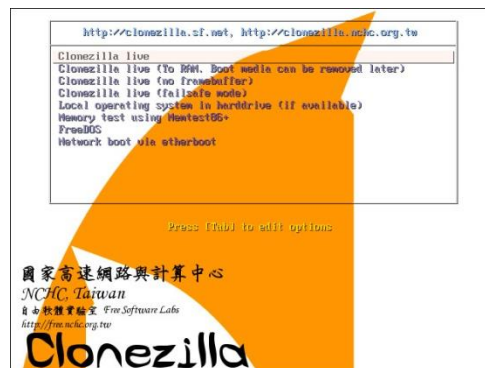 http://clonezilla.sf.net, http://clonezilla.nchc.org.tw
Clonezilla live
Clonezilla live (To RAM. Boot media can be removed later)
Clonezilla live (no framebuffer)
Clonezilla live (failsafe mode)
Local operating system in harddrive (if available)
Memory test using Memtest86+
FreeDOS
Network boot via etherboot
Press [Tab] to edit options
國家高速網路與計算中心
NCHC, Taiwan
自由軟體實驗室 Free Software Labs
http://free.nchc.org.tw
Clonezilla